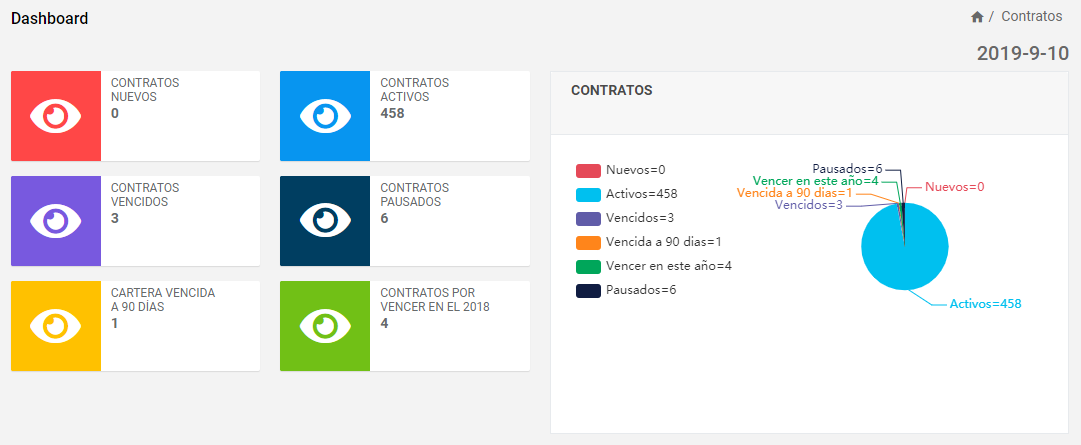 Dashboard
/ Contratos
2019-9-10
CONTRATOS
NUEVOS
0
CONTRATOS
ACTIVOS
458
CONTRATOS
VENCIDOS
3
CONTRATOS
PAUSADOS
6
CARTERA VENCIDA
A 90 DÍAS
1
CONTRATOS POR
VENCER EN EL 2018
4
CONTRATOS
Nuevos=0
Activos=458
Vencidos=3
Vencida a 90 dias=1
Vencer en este año=4
Pausados=6
Pausados=6
Vencer en este año=4
Nuevos=0
Vencida a 90 dias=1
Vencidos=3
Activos=458